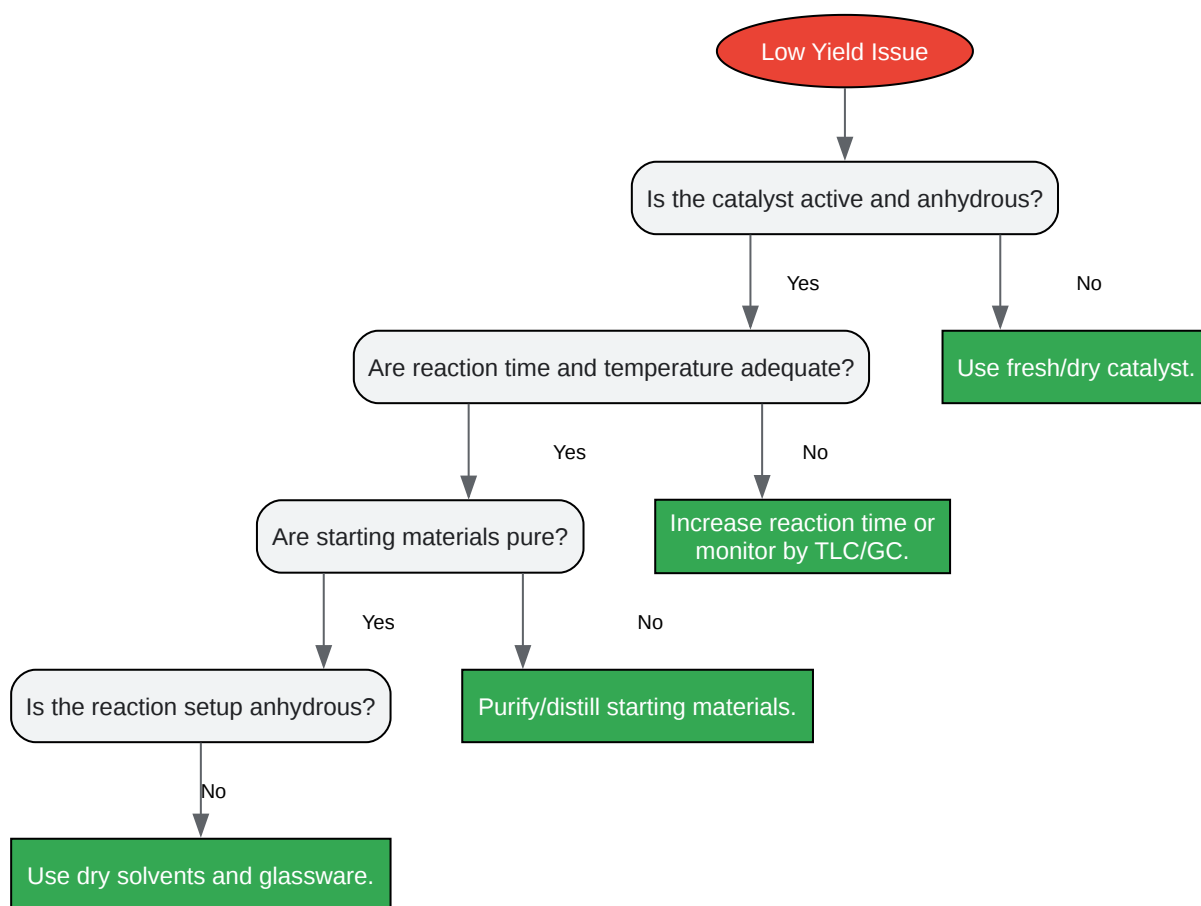 Low Yield Issue
Is the catalyst active and anhydrous?
Yes
No
Are reaction time and temperature adequate?
Use fresh/dry catalyst.
Yes
No
Are starting materials pure?
Increase reaction time or
monitor by TLC/GC.
Yes
No
Is the reaction setup anhydrous?
Purify/distill starting materials.
No
Use dry solvents and glassware.